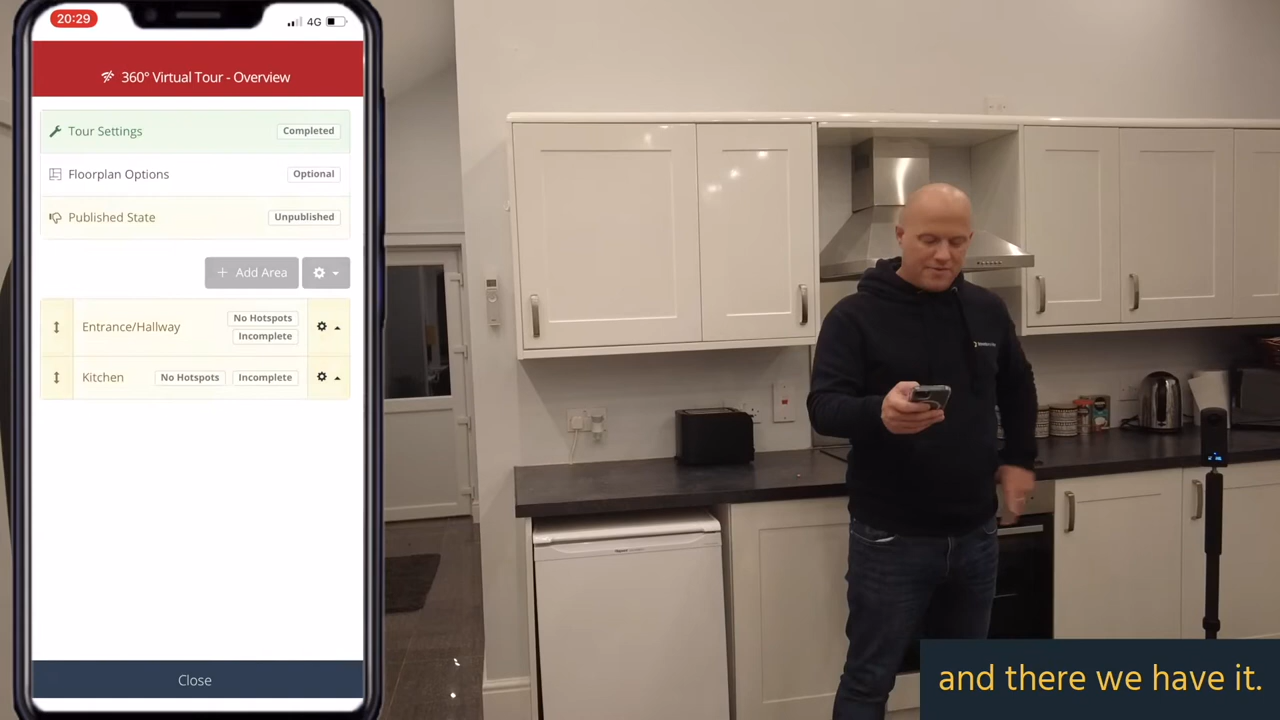 20:29
4G
360° Virtual Tour - Overview
Tour Settings
Completed
Floorplan Options
Optional
Published State
Unpublished
+ Add Area
Entrance/Hallway
No Hotspots
Incomplete
Kitchen
No Hotspots
Incomplete
Close
and there we have it.